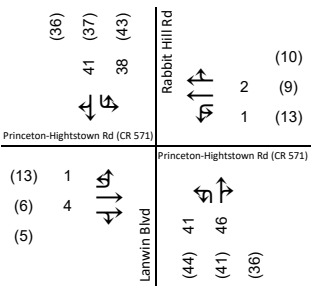 (36) (37) (43)
41 38
Princeton-Hightstown Rd (CR 571)
Rabbit Hill Rd
(10)
2 (9)
1 (13)
(13) 1
(6) 4
(5)
Lanwin Blvd
Princeton-Hightstown Rd (CR 571)
41 46
(44) (41) (36)